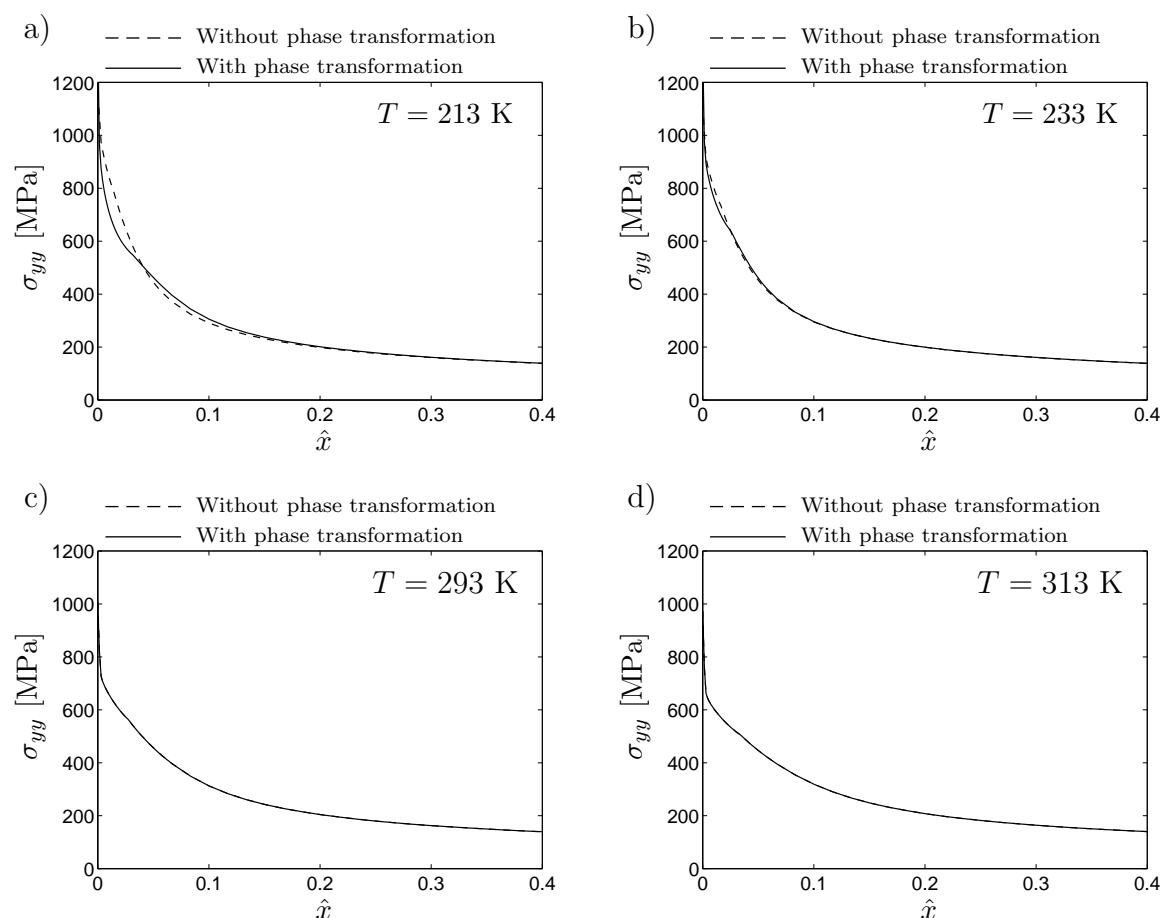 a)
Without phase transformation
With phase transformation
T = 213 K
1200
1000
800
600
400
200
0
σyy [MPa]
0 0.1 0.2 0.3 0.4
x̂
b)
Without phase transformation
With phase transformation
T = 233 K
1200
1000
800
600
400
200
0
σyy [MPa]
0 0.1 0.2 0.3 0.4
x̂
c)
Without phase transformation
With phase transformation
T = 293 K
1200
1000
800
600
400
200
0
σyy [MPa]
0 0.1 0.2 0.3 0.4
x̂
d)
Without phase transformation
With phase transformation
T = 313 K
1200
1000
800
600
400
200
0
σyy [MPa]
0 0.1 0.2 0.3 0.4
x̂